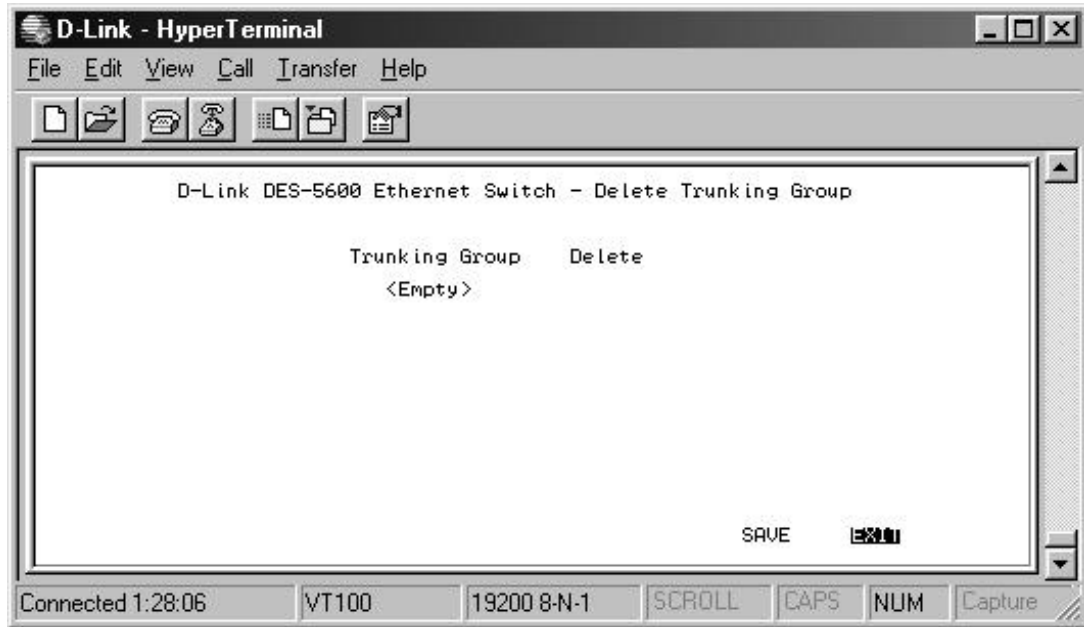 D-Link - HyperTerminal
File Edit View Call Transfer Help
D-Link DES-5600 Ethernet Switch - Delete Trunking Group
Trunking Group Delete
<Empty>
SAVE EXIT
Connected 1:28:06 VT100 19200 8-N-1 SCROLL CAPS NUM Capture